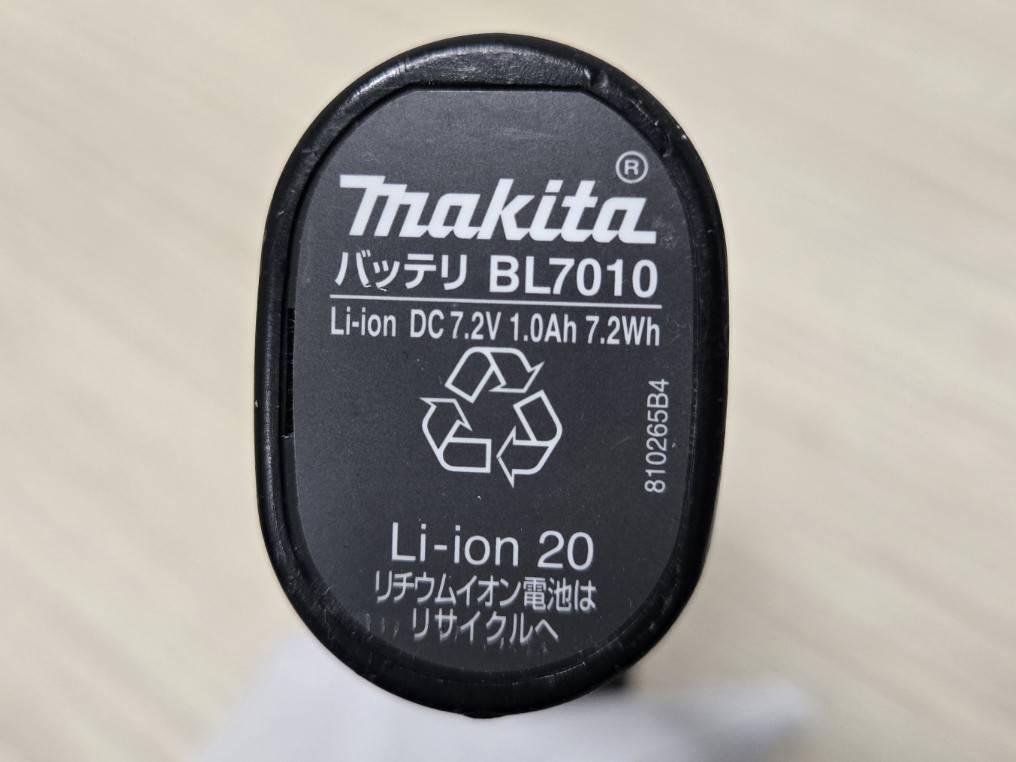 makita®
バッテリ BL7010
Li-ion DC 7.2V 1.0Ah 7.2Wh
810265B4
Li-ion 20
リチウムイオン電池は
リサイクルへ